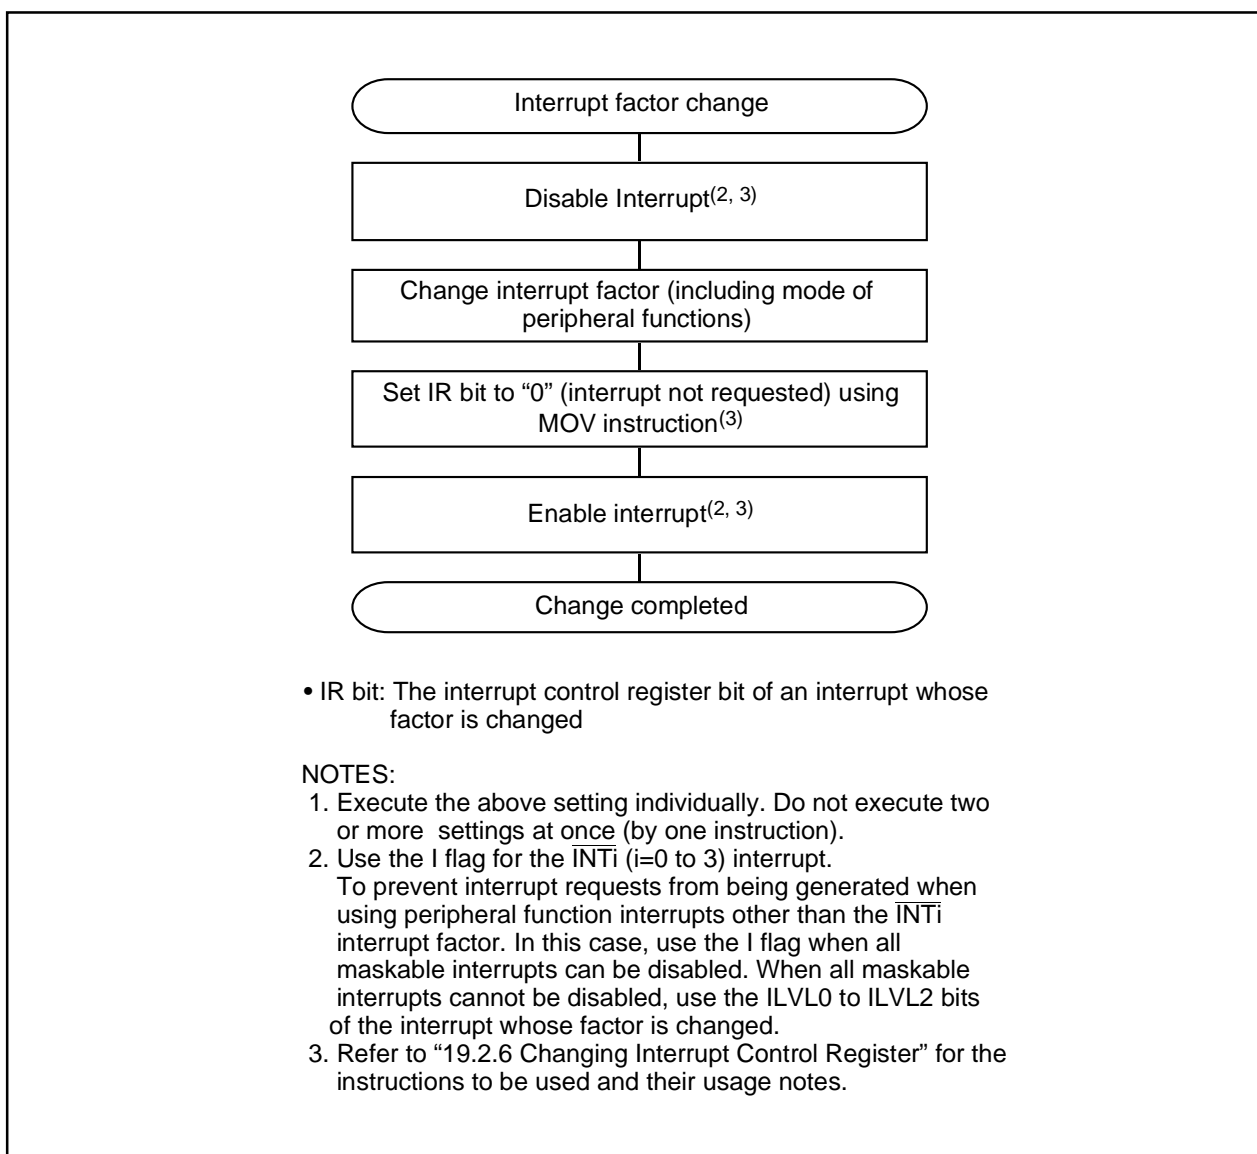 Interrupt factor change
Disable Interrupt(2, 3)
Change interrupt factor (including mode of
peripheral functions)
Set IR bit to “0” (interrupt not requested) using
MOV instruction(3)
Enable interrupt(2, 3)
Change completed
• IR bit: The interrupt control register bit of an interrupt whose
factor is changed
NOTES:
1. Execute the above setting individually. Do not execute two
or more settings at once (by one instruction).
2. Use the I flag for the I̅N̅T̅i̅ (i=0 to 3) interrupt.
To prevent interrupt requests from being generated when
using peripheral function interrupts other than the I̅N̅T̅i̅
interrupt factor. In this case, use the I flag when all
maskable interrupts can be disabled. When all maskable
interrupts cannot be disabled, use the ILVL0 to ILVL2 bits
of the interrupt whose factor is changed.
3. Refer to “19.2.6 Changing Interrupt Control Register” for the
instructions to be used and their usage notes.